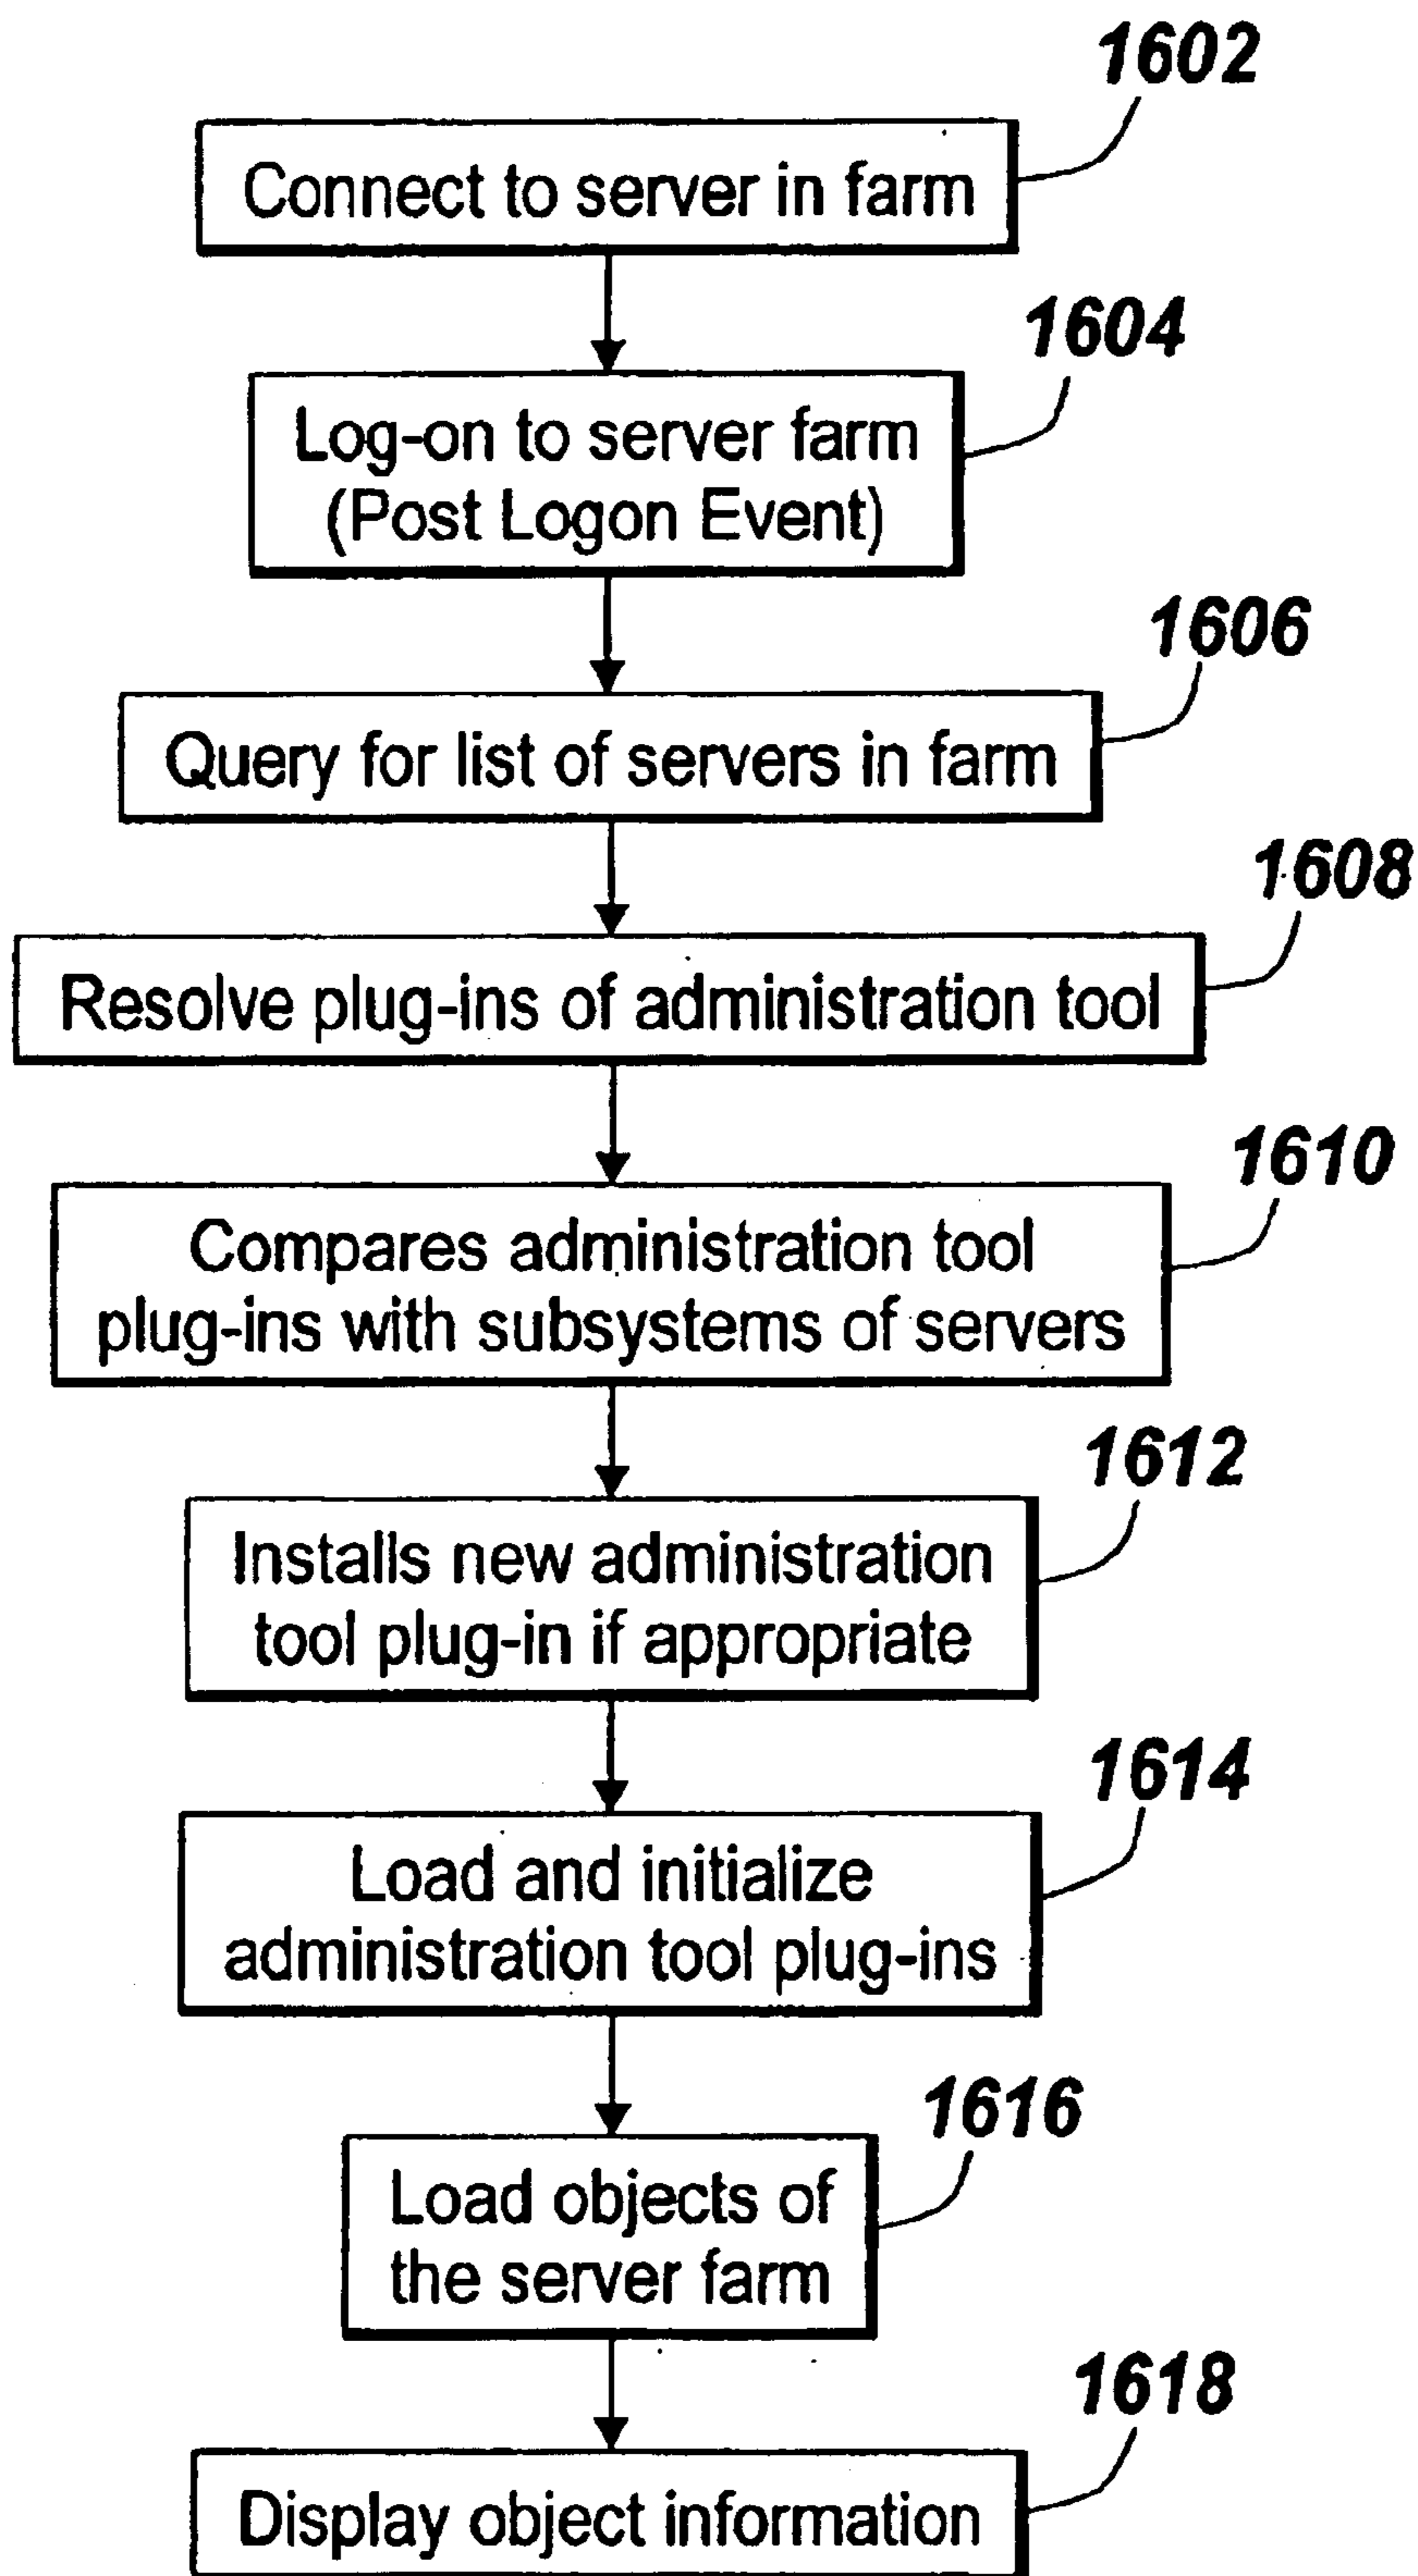 1602
Connect to server in farm
1604
Log-on to server farm
(Post Logon Event)
1606
Query for list of servers in farm
1608
Resolve plug-ins of administration tool
1610
Compares administration tool
plug-ins with subsystems of servers
1612
Installs new administration
tool plug-in if appropriate
1614
Load and initialize
administration tool plug-ins
1616
Load objects of
the server farm
1618
Display object information